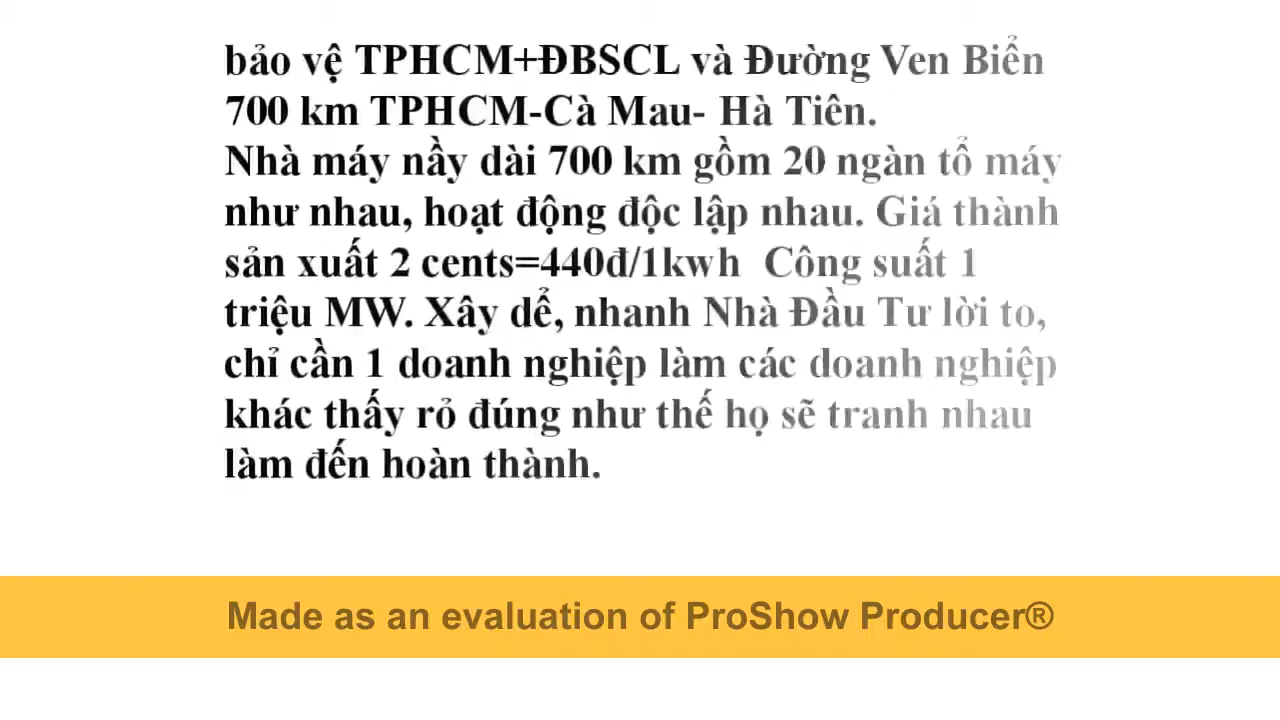 bảo vệ TPHCM+ĐBSCL và Đường Ven Biển
700 km TPHCM-Cà Mau- Hà Tiên.
Nhà máy nầy dài 700 km gồm 20 ngàn tổ máy
như nhau, hoạt động độc lập nhau. Giá thành
sản xuất 2 cents=440đ/1kwh  Công suất 1
triệu MW. Xây dể, nhanh Nhà Đầu Tư lời to,
chỉ cần 1 doanh nghiệp làm các doanh nghiệp
khác thấy rỏ đúng như thế họ sẽ tranh nhau
làm đến hoàn thành.
Made as an evaluation of ProShow Producer®